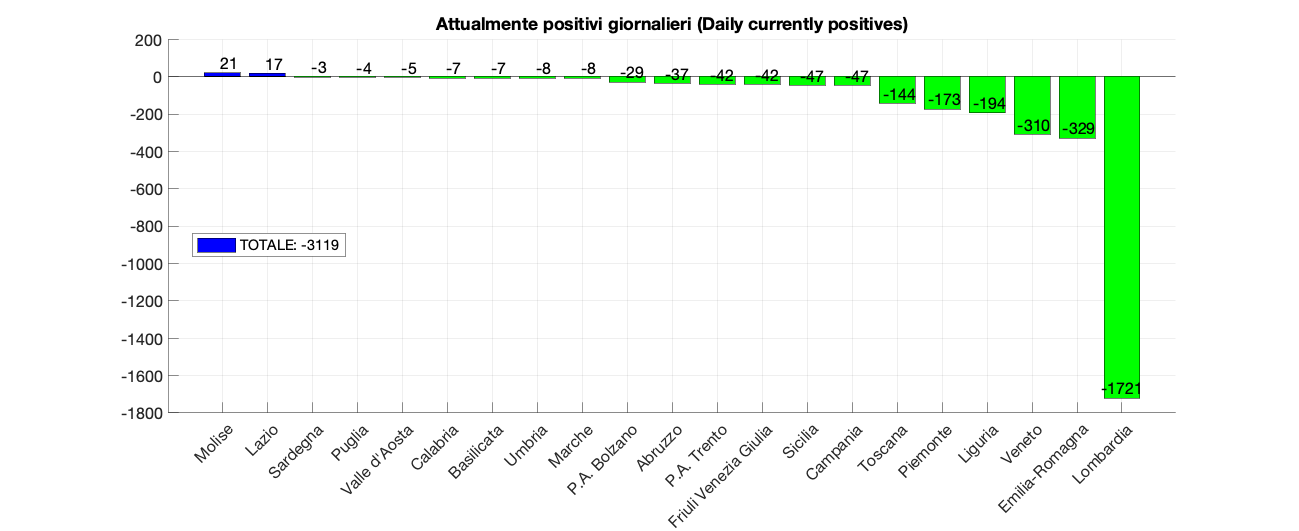 Attualmente positivi giornalieri (Daily currently positives)
200
0
-200
-400
-600
-800
-1000
-1200
-1400
-1600
-1800
21 17 -3 -4 -5 -7 -7 -8 -8 -29 -37 -42 -42 -47 -47 -144 -173 -194 -310 -329 -1721
TOTALE: -3119
Molise
Lazio
Sardegna
Puglia
Valle d'Aosta
Calabria
Basilicata
Umbria
Marche
P.A. Bolzano
Abruzzo
P.A. Trento
Friuli Venezia Giulia
Sicilia
Campania
Toscana
Piemonte
Liguria
Veneto
Emilia-Romagna
Lombardia